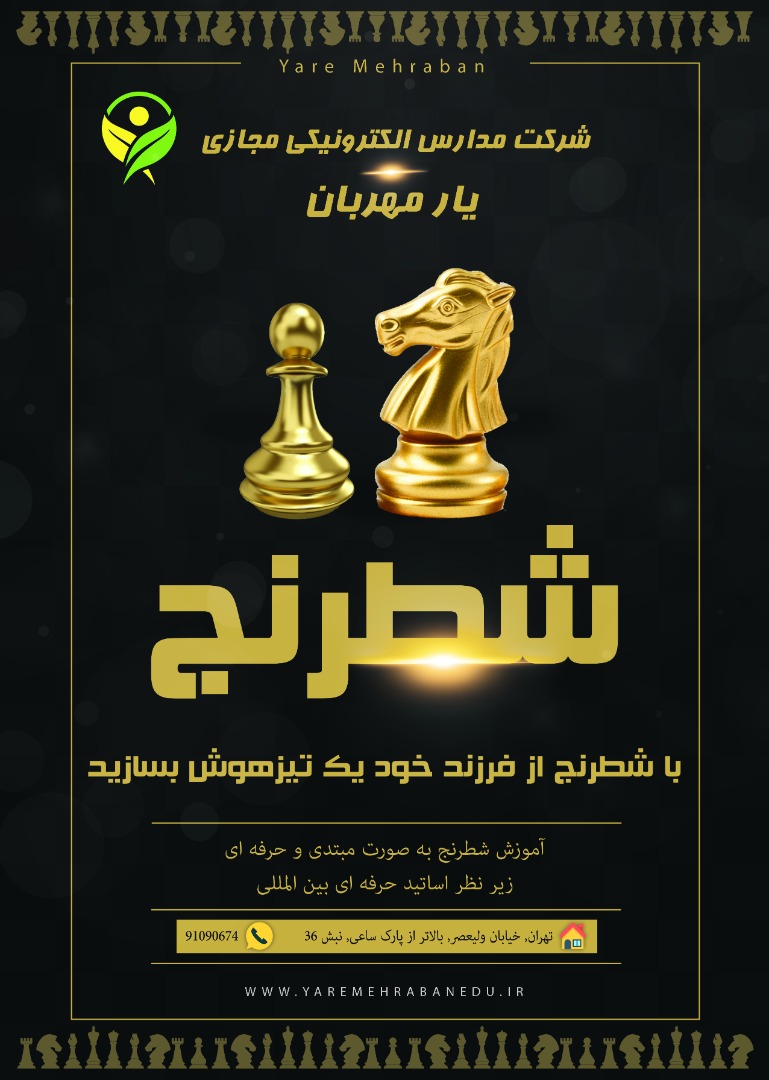 Yare Mehraban
شرکت مدارس الکترونیکی مجازی
یار مهربان
شطرنج
با شطرنج از فرزند خود یک تیزهوش بسازید
آموزش شطرنج به صورت مبتدی و حرفه ای
زیر نظر اساتید حرفه ای بین المللی
تهران, خیابان ولیعصر, بالاتر از پارک ساعی, نبش 36 91090674
WWW.YAREMEHRABANEDU.IR